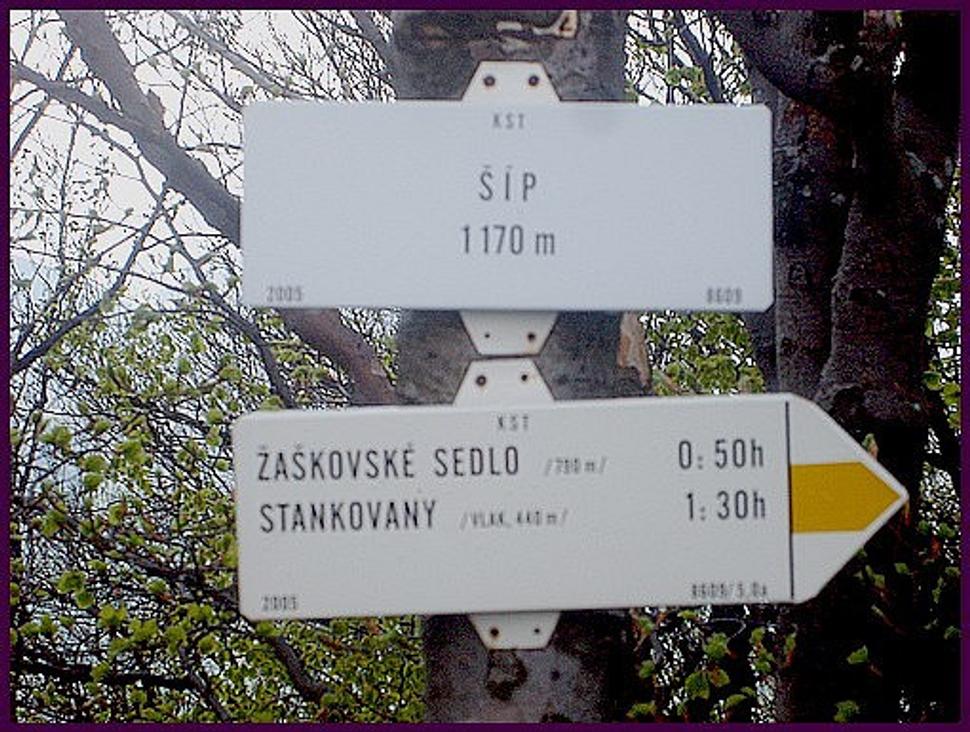 KST
ŠÍP
1170 m
2005 8609
KST
ŽAŠKOVSKÉ SEDLO /790 m/ 0:50h
STANKOVANY /VLAK, 440 m/ 1:30h
2005 8609/5,0a